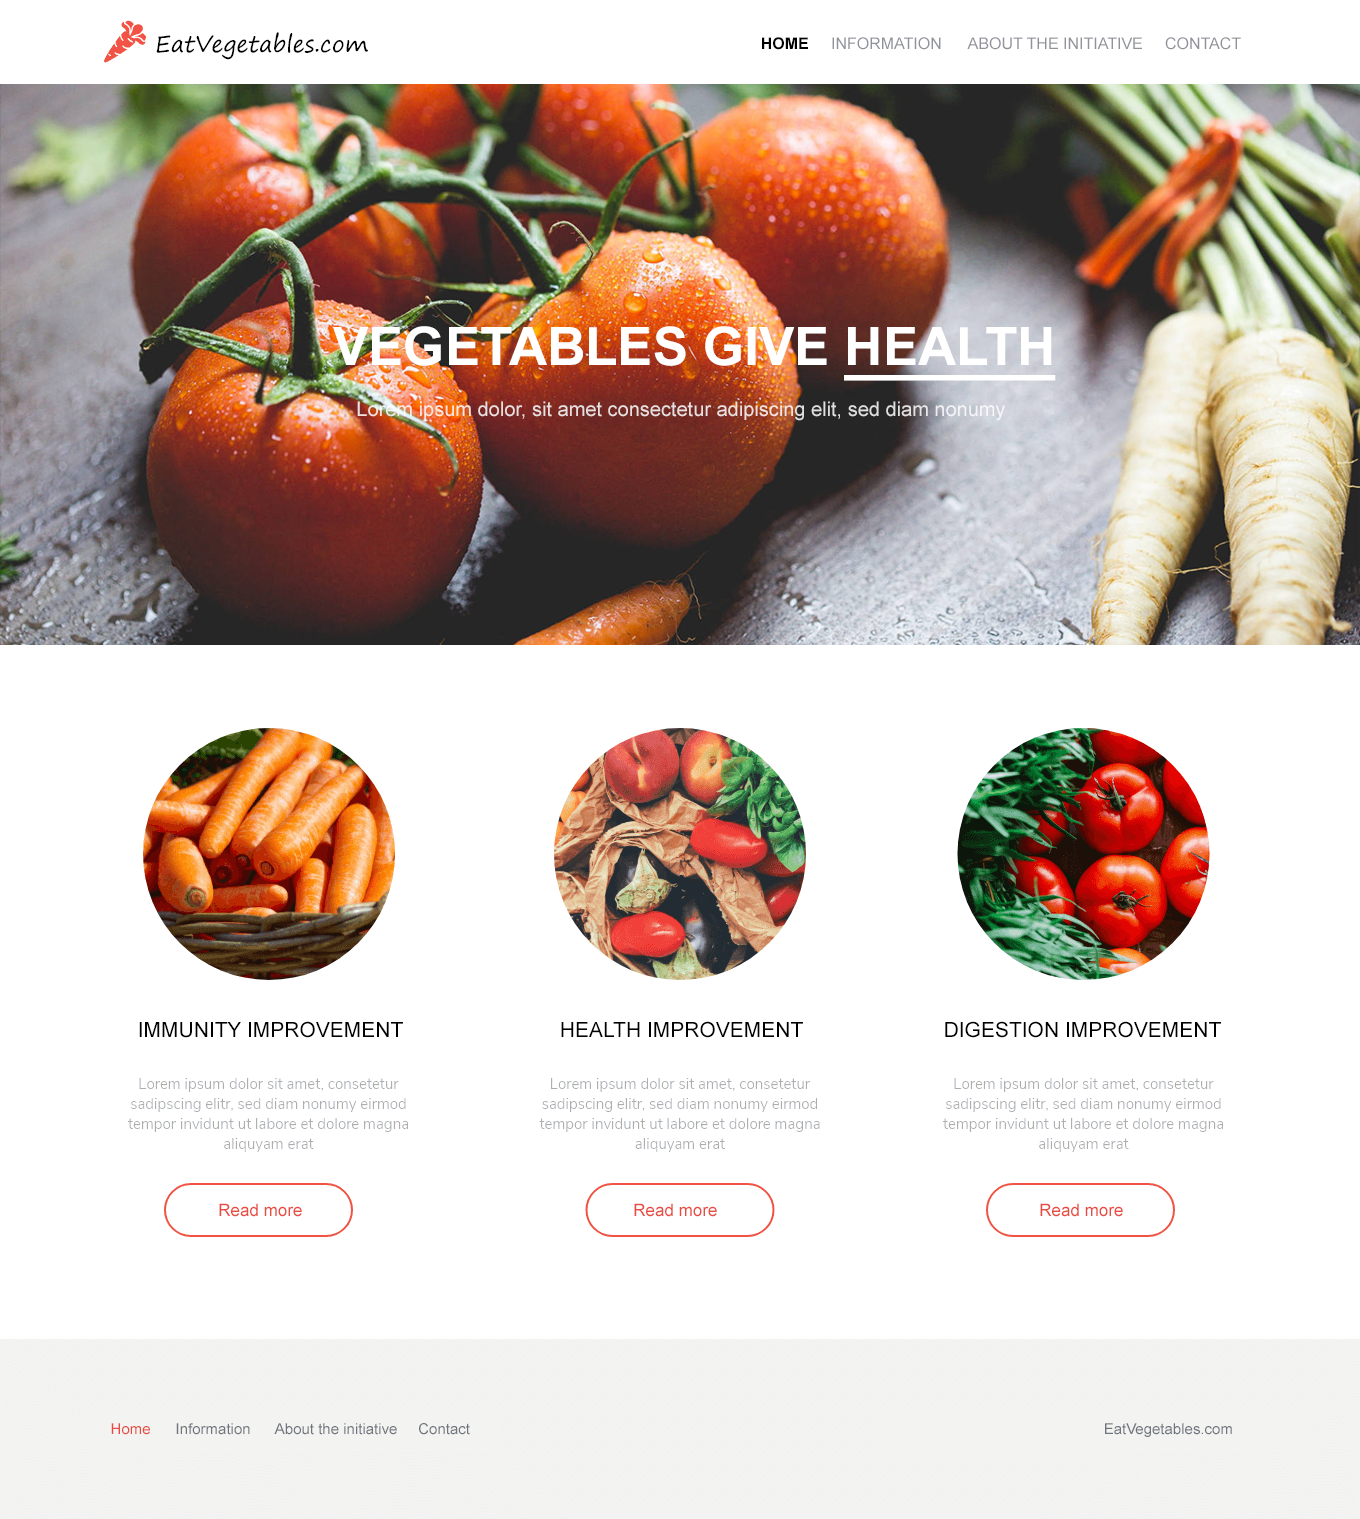 EatVegetables.com
HOME INFORMATION ABOUT THE INITIATIVE CONTACT
VEGETABLES GIVE HEALTH
Lorem ipsum dolor, sit amet consectetur adipiscing elit, sed diam nonumy
IMMUNITY IMPROVEMENT
Lorem ipsum dolor sit amet, consetetur
sadipscing elitr, sed diam nonumy eirmod
tempor invidunt ut labore et dolore magna
aliquyam erat
Read more
HEALTH IMPROVEMENT
Lorem ipsum dolor sit amet, consetetur
sadipscing elitr, sed diam nonumy eirmod
tempor invidunt ut labore et dolore magna
aliquyam erat
Read more
DIGESTION IMPROVEMENT
Lorem ipsum dolor sit amet, consetetur
sadipscing elitr, sed diam nonumy eirmod
tempor invidunt ut labore et dolore magna
aliquyam erat
Read more
Home Information About the initiative Contact
EatVegetables.com